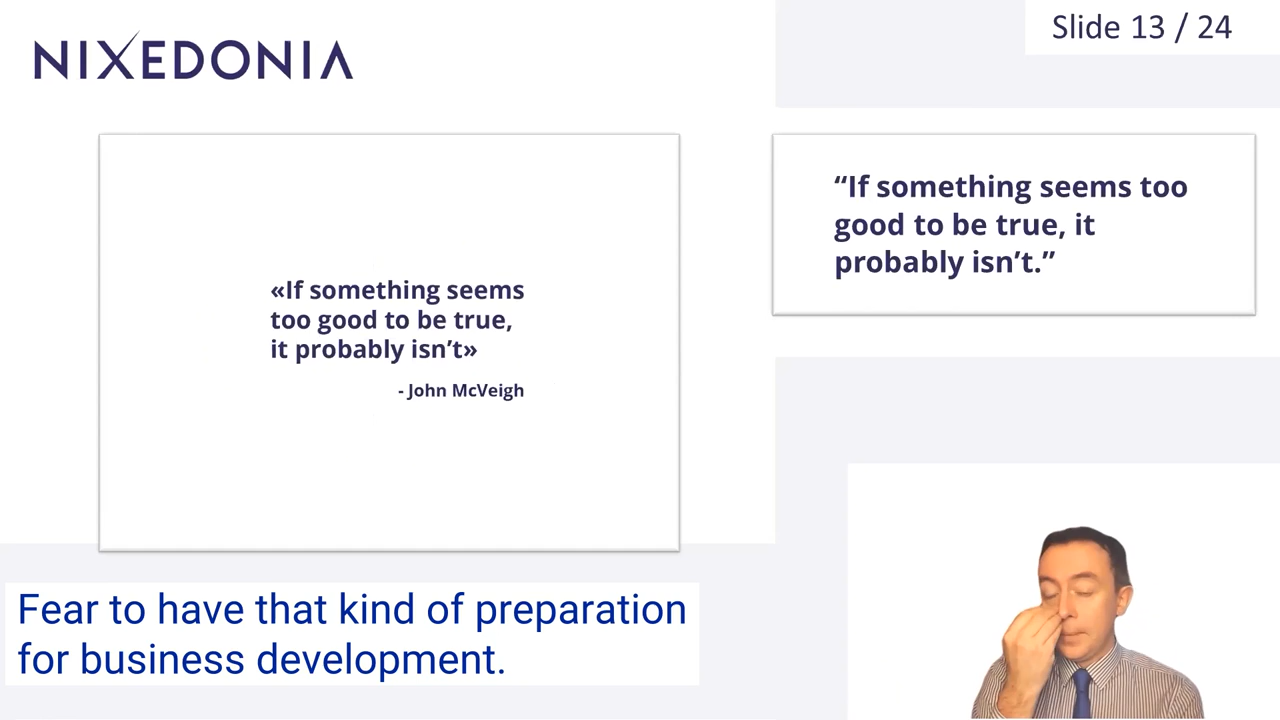 NIXEDONIA
Slide 13 / 24
«If something seems
too good to be true,
it probably isn’t»
- John McVeigh
“If something seems too
good to be true, it
probably isn’t.”
Fear to have that kind of preparation
for business development.